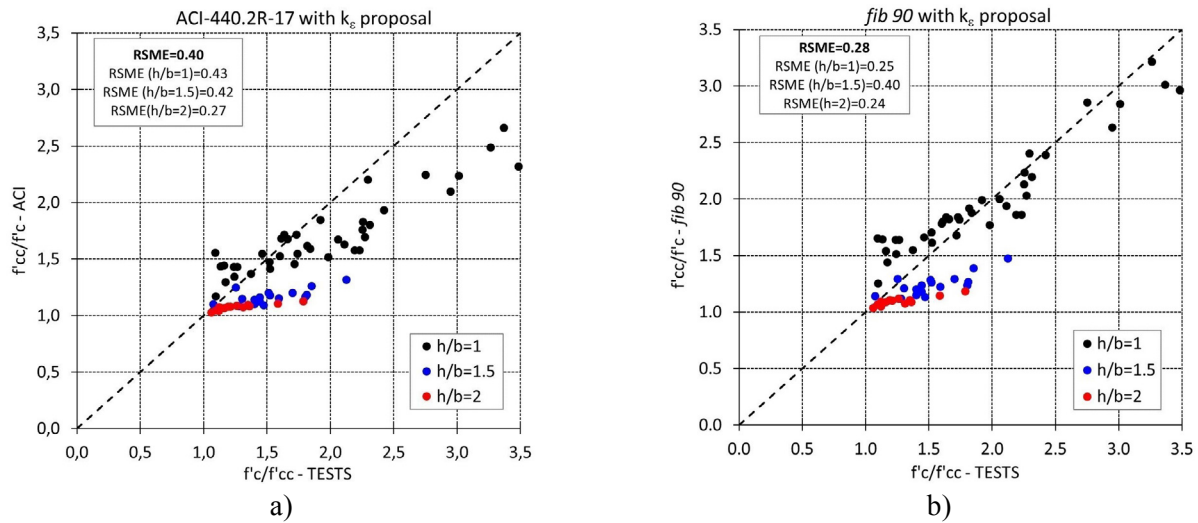 ACI-440.2R-17 with kε proposal
3,5
3,0
2,5
2,0
1,5
1,0
0,5
0,0
f'cc/f'c - ACI
RSME=0.40
RSME (h/b=1)=0.43
RSME (h/b=1.5)=0.42
RSME(h/b=2)=0.27
h/b=1
h/b=1.5
h/b=2
0,0 0,5 1,0 1,5 2,0 2,5 3,0 3,5
f'c/f'cc - TESTS
a)
fib 90 with kε proposal
3.5
3.0
2.5
2.0
1.5
1.0
0.5
0.0
f'cc/f'c - fib 90
RSME=0.28
RSME (h/b=1)=0.25
RSME (h/b=1.5)=0.40
RSME(h=2)=0.24
h/b=1
h/b=1.5
h/b=2
0.0 0.5 1.0 1.5 2.0 2.5 3.0 3.5
f'c/f'cc - TESTS
b)